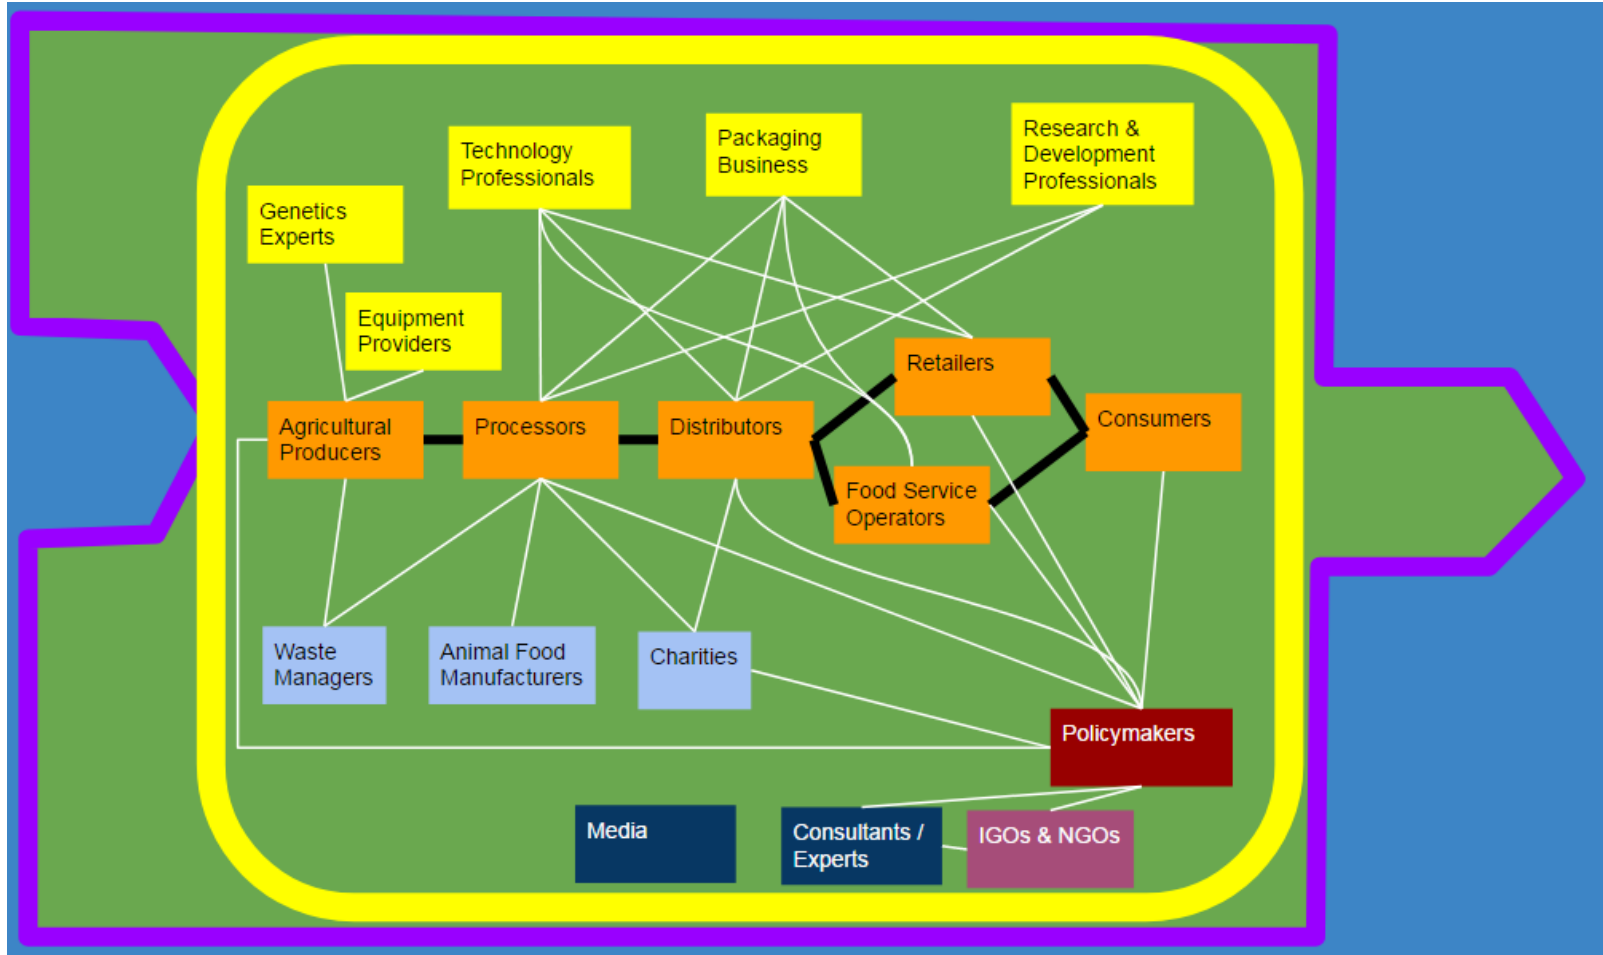 Technology
Professionals
Packaging
Business
Research &
Development
Professionals
Genetics
Experts
Equipment
Providers
Agricultural
Producers
Processors
Distributors
Retailers
Consumers
Food Service
Operators
Waste
Managers
Animal Food
Manufacturers
Charities
Policymakers
Media
Consultants /
Experts
IGOs & NGOs